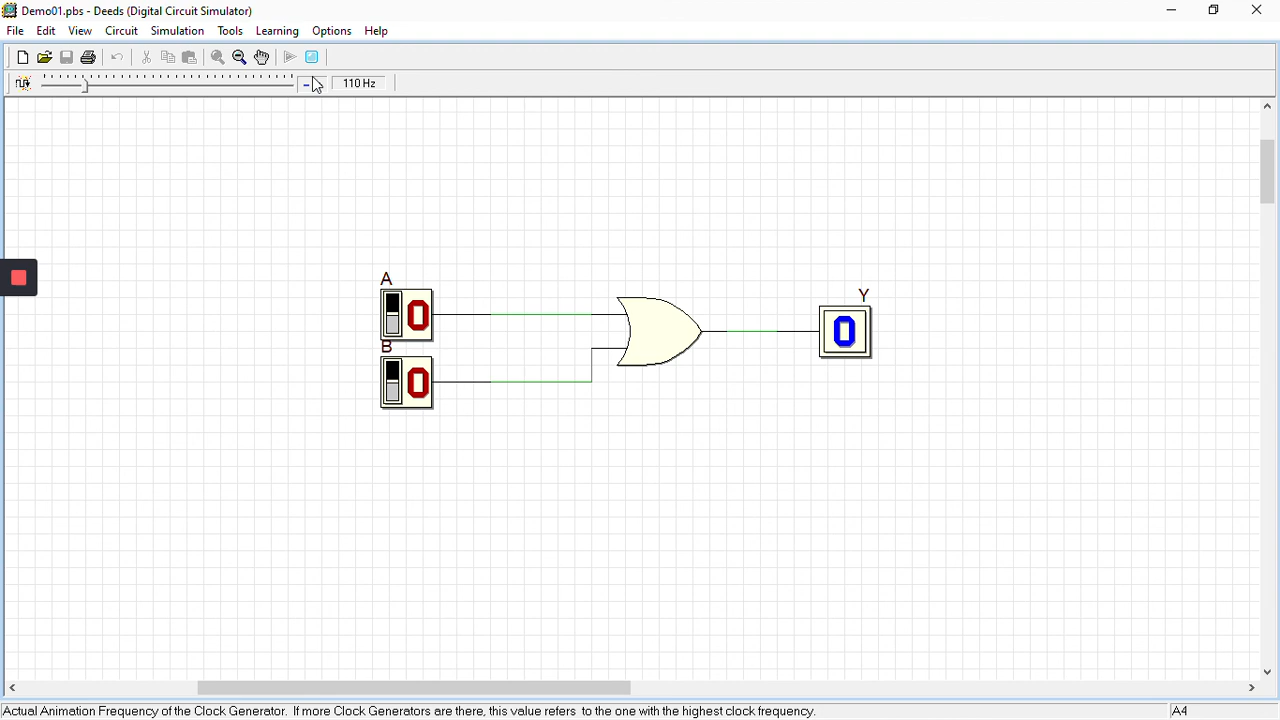 Demo01.pbs - Deeds (Digital Circuit Simulator)
File Edit View Circuit Simulation Tools Learning Options Help
110 Hz
A
0
B
0
Y
0
Actual Animation Frequency of the Clock Generator. If more Clock Generators are there, this value refers to the one with the highest clock frequency.
A4